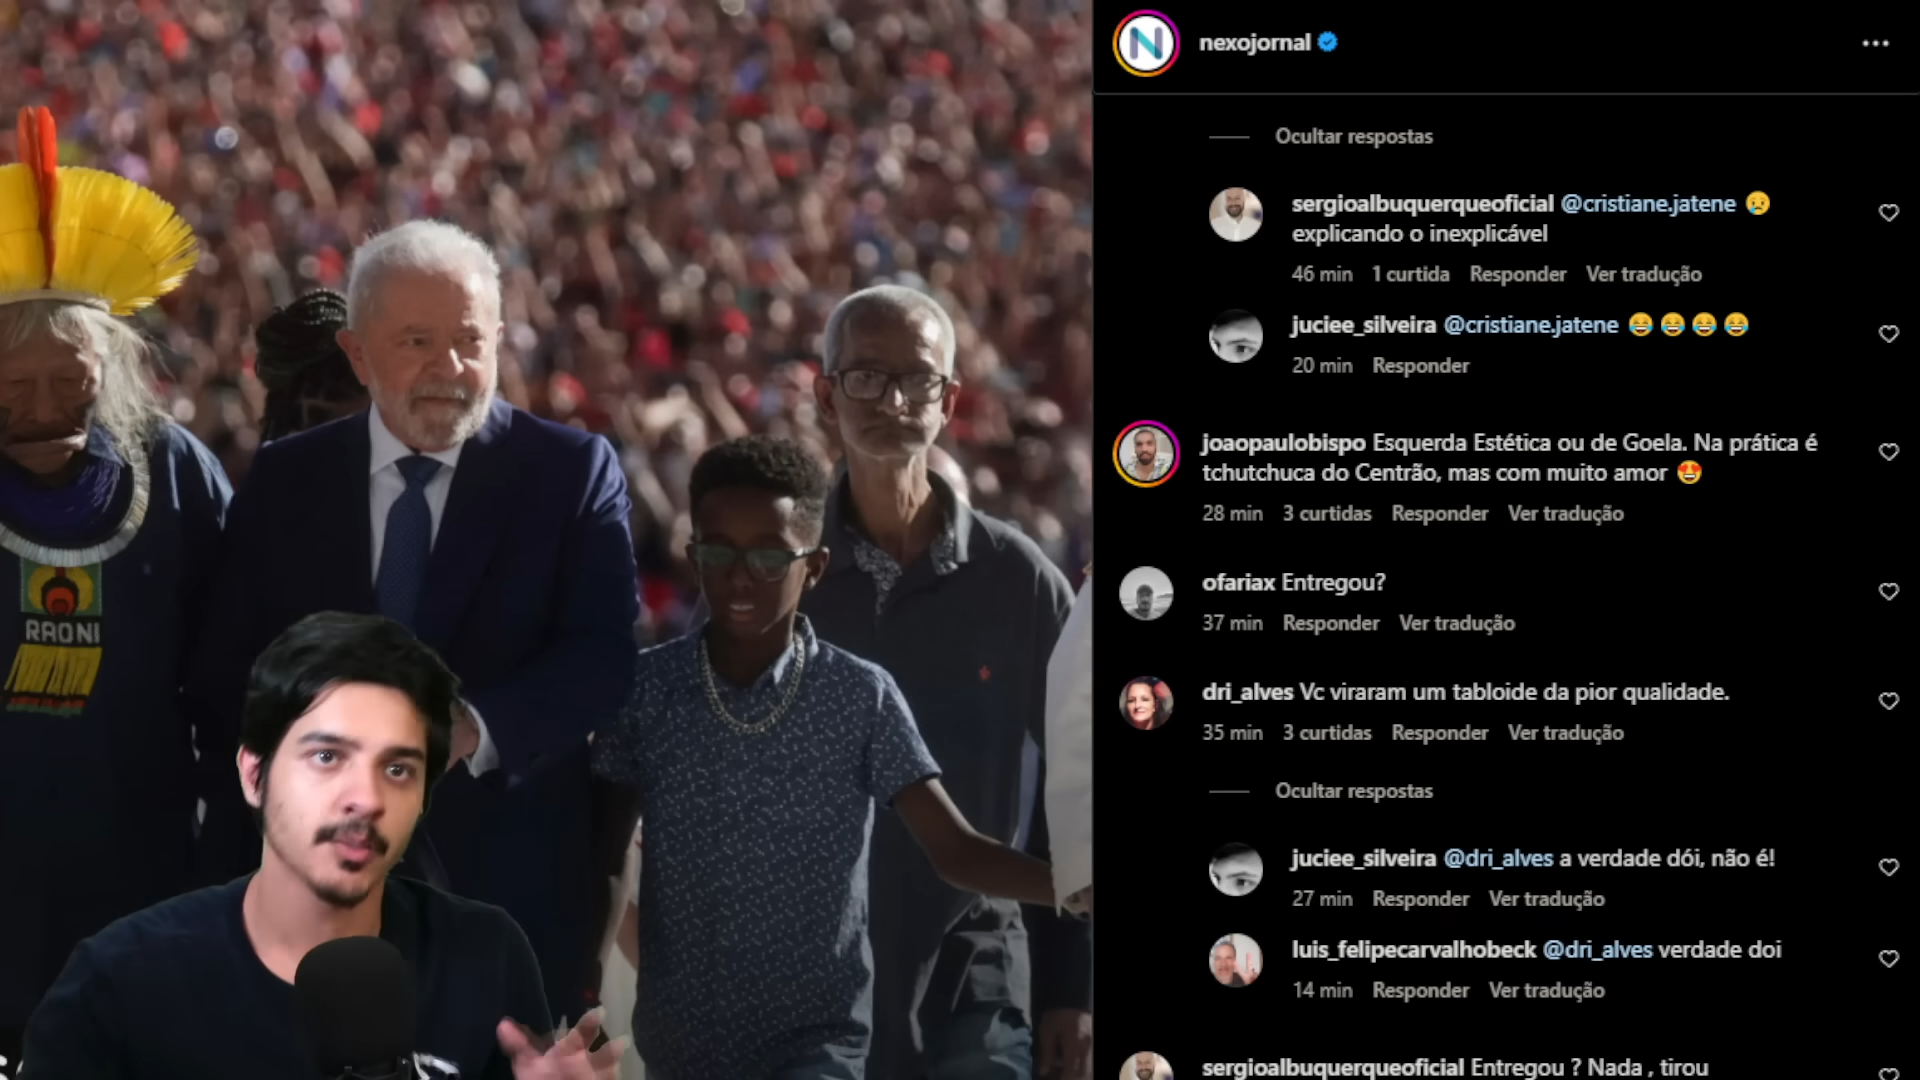 nexojornal
Ocultar respostas
sergioalbuquerqueoficial @cristiane.jatene 😢
explicando o inexplicável
46 min 1 curtida Responder Ver tradução
juciee_silveira @cristiane.jatene 😂😂😂😂
20 min Responder
joaopaulobispo Esquerda Estética ou de Goela. Na prática é
tchutchuca do Centrão, mas com muito amor 😍
28 min 3 curtidas Responder Ver tradução
ofariax Entregou?
37 min Responder Ver tradução
dri_alves Vc viraram um tabloide da pior qualidade.
35 min 3 curtidas Responder Ver tradução
Ocultar respostas
juciee_silveira @dri_alves a verdade dói, não é!
27 min Responder Ver tradução
luis_felipecarvalhobeck @dri_alves verdade doi
14 min Responder Ver tradução
sergioalbuquerqueoficial Entregou ? Nada , tirou
RAONI